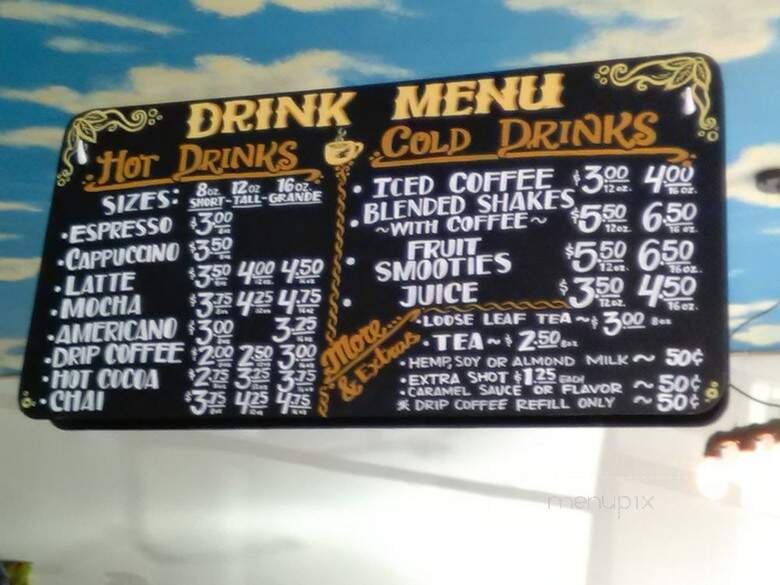 DRINK MENU
HOT DRINKS
SIZES: 8oz. 12oz 16oz.
SHORT-TALL-GRANDE
•ESPRESSO $3.00
•CAPPUCCINO $3.50
•LATTE $3.50 4.00 4.50
•MOCHA $3.75 4.25 4.75
•AMERICANO $3.00 3.25
•DRIP COFFEE $2.00 2.50 3.00
•HOT COCOA $2.75 3.25 3.75
•CHAI $3.75 4.25 4.75
COLD DRINKS
•ICED COFFEE $3.00 12oz. 4.00 16oz.
•BLENDED SHAKES
~WITH COFFEE~ $5.50 12oz. 6.50 16oz.
•FRUIT
SMOOTIES $5.50 12oz. 6.50 16oz.
•JUICE $3.50 12oz. 4.50 16oz.
More...
& Extras
•LOOSE LEAF TEA~$3.00 8oz
•TEA~$2.50 8oz
•HEMP, SOY OR ALMOND MILK~50¢
•EXTRA SHOT $1.25 EACH
•CARAMEL SAUCE OR FLAVOR ~50¢
* DRIP COFFEE REFILL ONLY ~50¢
menupix